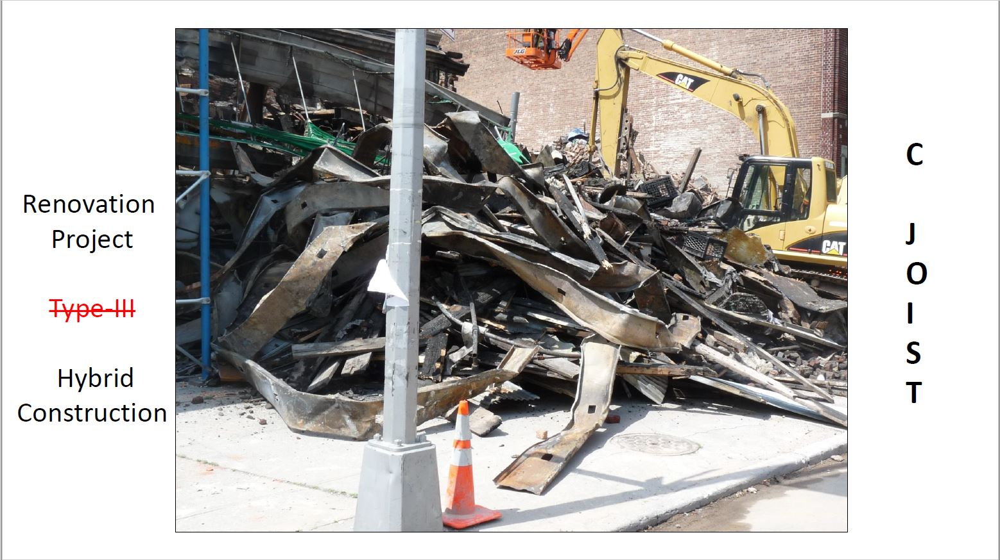 Renovation
Project
Type-III
Hybrid
Construction
JLG
CAT
CAT
C
J
O
I
S
T